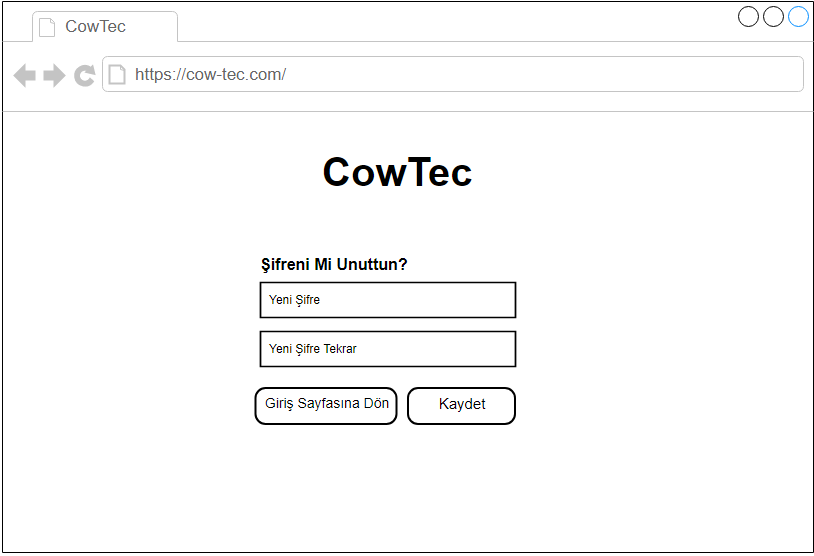 CowTec
https://cow-tec.com/
CowTec
Şifreni Mi Unuttun?
Yeni Şifre
Yeni Şifre Tekrar
Giriş Sayfasına Dön
Kaydet